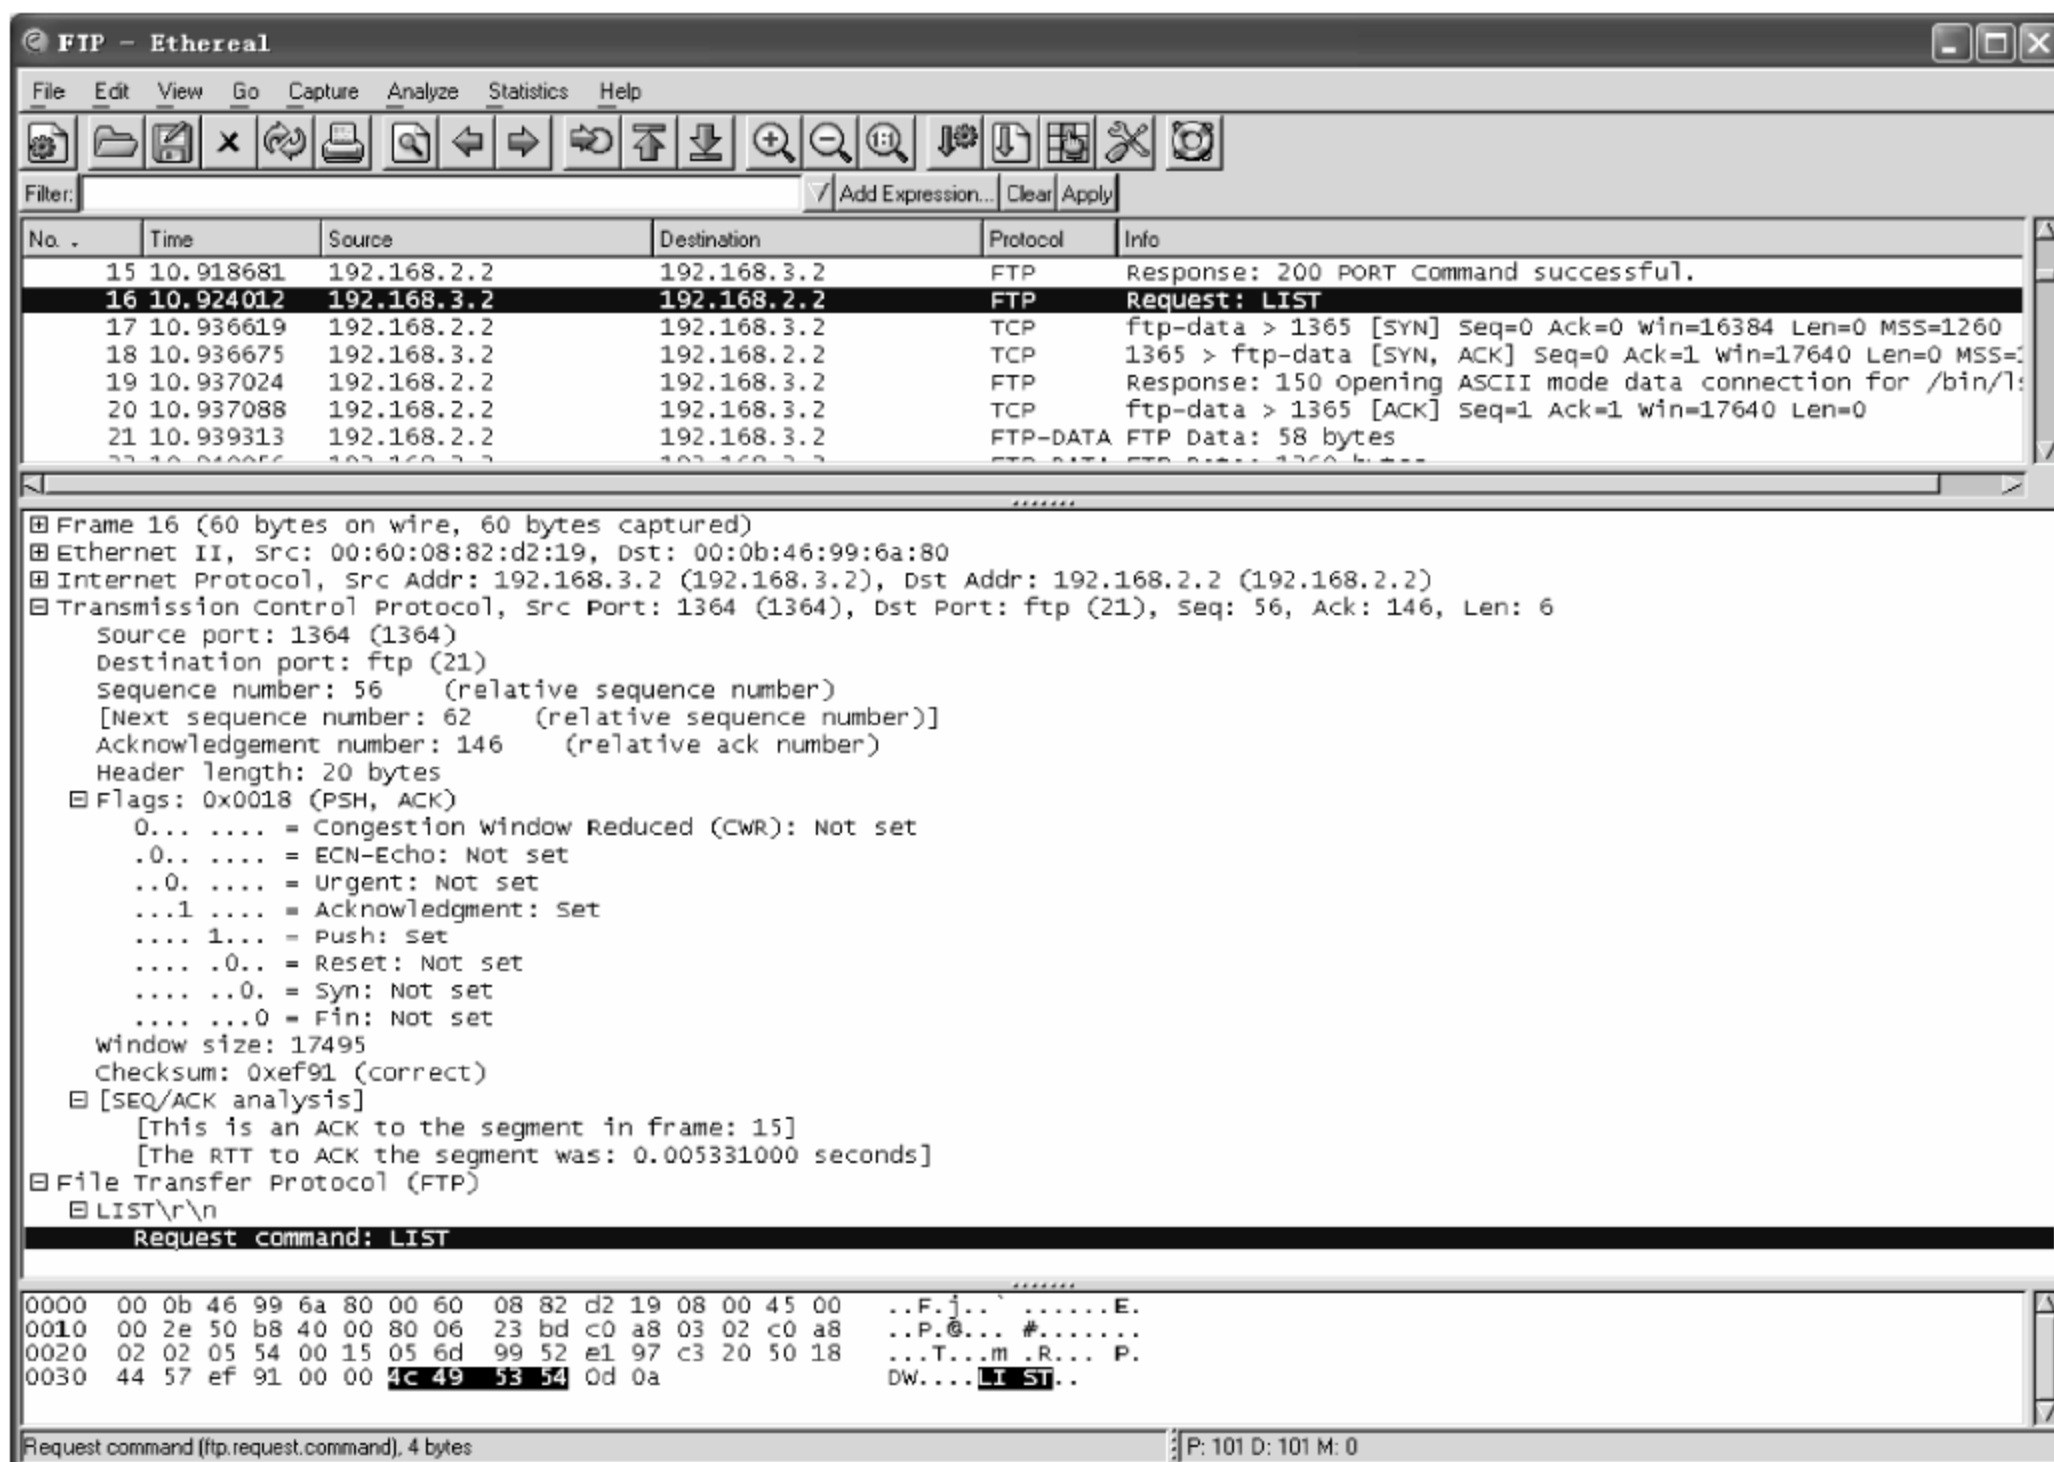 FTP - Ethereal
File Edit View Go Capture Analyze Statistics Help
Filter: Add Expression... Clear Apply
No. . Time Source Destination Protocol Info
15 10.918681 192.168.2.2 192.168.3.2 FTP Response: 200 PORT Command successful.
16 10.924012 192.168.3.2 192.168.2.2 FTP Request: LIST
17 10.936619 192.168.2.2 192.168.3.2 TCP ftp-data > 1365 [SYN] Seq=0 Ack=0 Win=16384 Len=0 MSS=1260
18 10.936675 192.168.3.2 192.168.2.2 TCP 1365 > ftp-data [SYN, ACK] Seq=0 Ack=1 Win=17640 Len=0 MSS=
19 10.937024 192.168.2.2 192.168.3.2 FTP Response: 150 Opening ASCII mode data connection for /bin/ls
20 10.937088 192.168.2.2 192.168.3.2 TCP ftp-data > 1365 [ACK] Seq=1 Ack=1 Win=17640 Len=0
21 10.939313 192.168.2.2 192.168.3.2 FTP-DATA FTP Data: 58 bytes
Frame 16 (60 bytes on wire, 60 bytes captured)
Ethernet II, Src: 00:60:08:82:d2:19, Dst: 00:0b:46:99:6a:80
Internet Protocol, Src Addr: 192.168.3.2 (192.168.3.2), Dst Addr: 192.168.2.2 (192.168.2.2)
Transmission Control Protocol, Src Port: 1364 (1364), Dst Port: ftp (21), Seq: 56, Ack: 146, Len: 6
Source port: 1364 (1364)
Destination port: ftp (21)
Sequence number: 56 (relative sequence number)
[Next sequence number: 62 (relative sequence number)]
Acknowledgement number: 146 (relative ack number)
Header length: 20 bytes
Flags: 0x0018 (PSH, ACK)
0... .... = Congestion Window Reduced (CWR): Not set
.0.. .... = ECN-Echo: Not set
..0. .... = Urgent: Not set
...1 .... = Acknowledgment: Set
.... 1... = Push: Set
.... .0.. = Reset: Not set
.... ..0. = Syn: Not set
.... ...0 = Fin: Not set
Window size: 17495
Checksum: 0xef91 (correct)
[SEQ/ACK analysis]
[This is an ACK to the segment in frame: 15]
[The RTT to ACK the segment was: 0.005331000 seconds]
File Transfer Protocol (FTP)
LIST\r\n
Request command: LIST
0000 00 0b 46 99 6a 80 00 60 08 82 d2 19 08 00 45 00 ..F.j..` ......E.
0010 00 2e 50 b8 40 00 80 06 23 bd c0 a8 03 02 c0 a8 ..P.@... #.......
0020 02 02 05 54 00 15 05 6d 99 52 e1 97 c3 20 50 18 ...T...m .R... P.
0030 44 57 ef 91 00 00 4c 49 53 54 0d 0a DW....LI ST..
Request command (ftp.request.command), 4 bytes P: 101 D: 101 M: 0